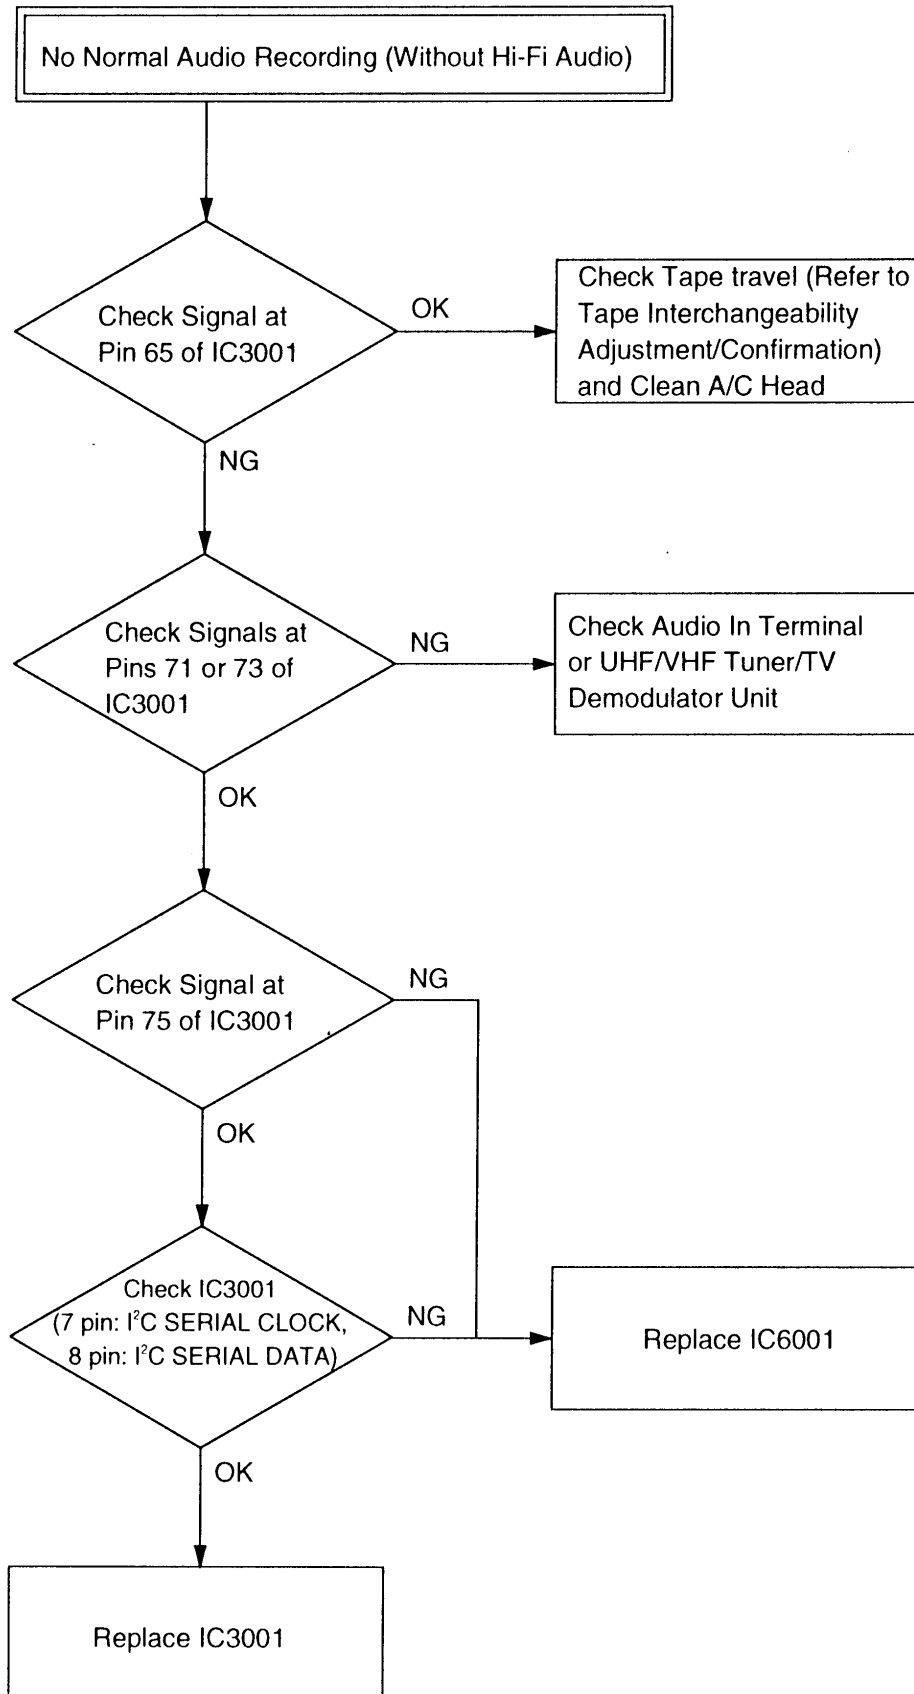 No Normal Audio Recording (Without Hi-Fi Audio)
Check Signal at
Pin 65 of IC3001
OK
Check Tape travel (Refer to
Tape Interchangeability
Adjustment/Confirmation)
and Clean A/C Head
NG
Check Signals at
Pins 71 or 73 of
IC3001
NG
Check Audio In Terminal
or UHF/VHF Tuner/TV
Demodulator Unit
OK
Check Signal at
Pin 75 of IC3001
NG
OK
Check IC3001
(7 pin: I²C SERIAL CLOCK,
8 pin: I²C SERIAL DATA)
NG
Replace IC6001
OK
Replace IC3001